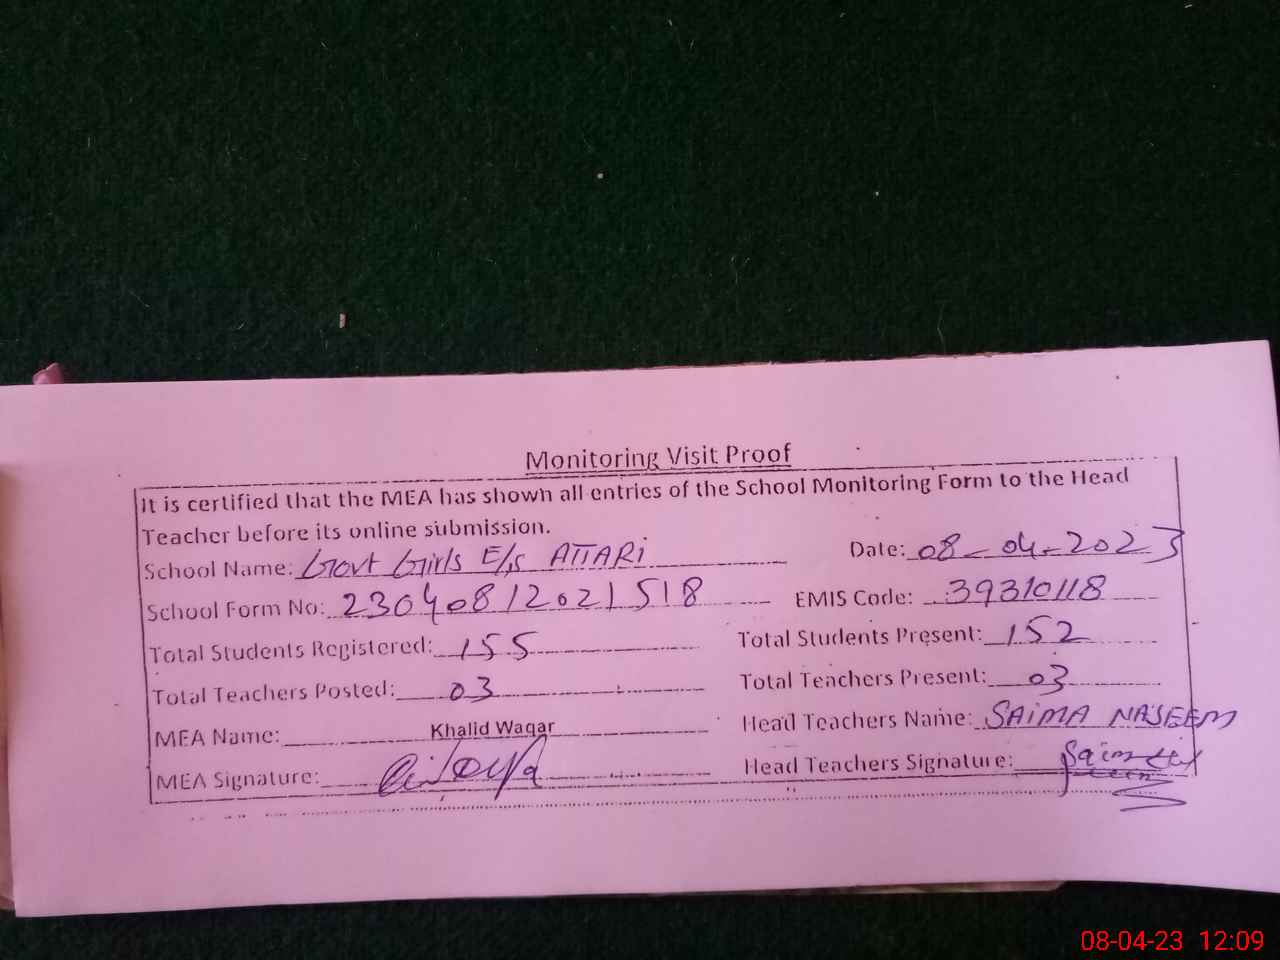 Monitoring Visit Proof
It is certified that the MEA has shown all entries of the School Monitoring Form to the Head
Teacher before its online submission.
School Name: Govt Girls E/s ATTARi Date: 08-04-2023
School Form No: 23040812021518 EMIS Code: 39310118
Total Students Registered: 155 Total Students Present: 152
Total Teachers Posted: 03 Total Teachers Present: 03
MEA Name: Khalid Waqar Head Teachers Name: SAiMA NASEEM
MEA Signature: Head Teachers Signature:
08-04-23 12:09